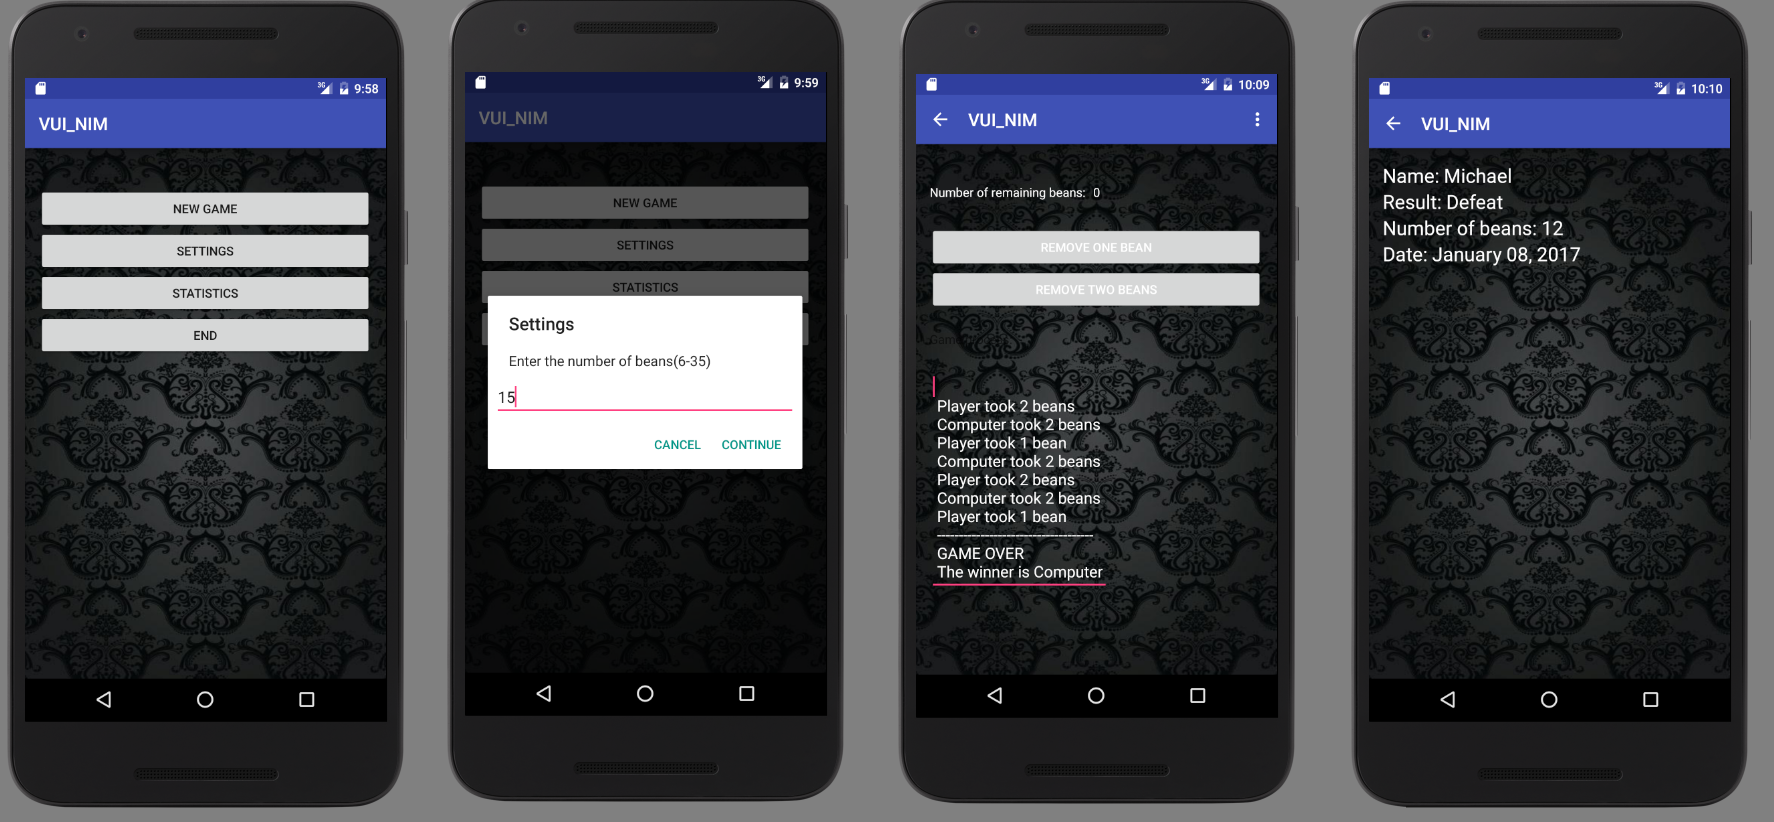 3G 9:58
VUI_NIM
NEW GAME
SETTINGS
STATISTICS
END
3G 9:59
VUI_NIM
NEW GAME
SETTINGS
STATISTICS
Settings
Enter the number of beans(6-35)
15
CANCEL CONTINUE
3G 10:09
VUI_NIM
Number of remaining beans: 0
REMOVE ONE BEAN
REMOVE TWO BEANS
Player took 2 beans
Computer took 2 beans
Player took 1 bean
Computer took 2 beans
Player took 2 beans
Computer took 2 beans
Player took 1 bean
------------------------------------
GAME OVER
The winner is Computer
3G 10:10
VUI_NIM
Name: Michael
Result: Defeat
Number of beans: 12
Date: January 08, 2017